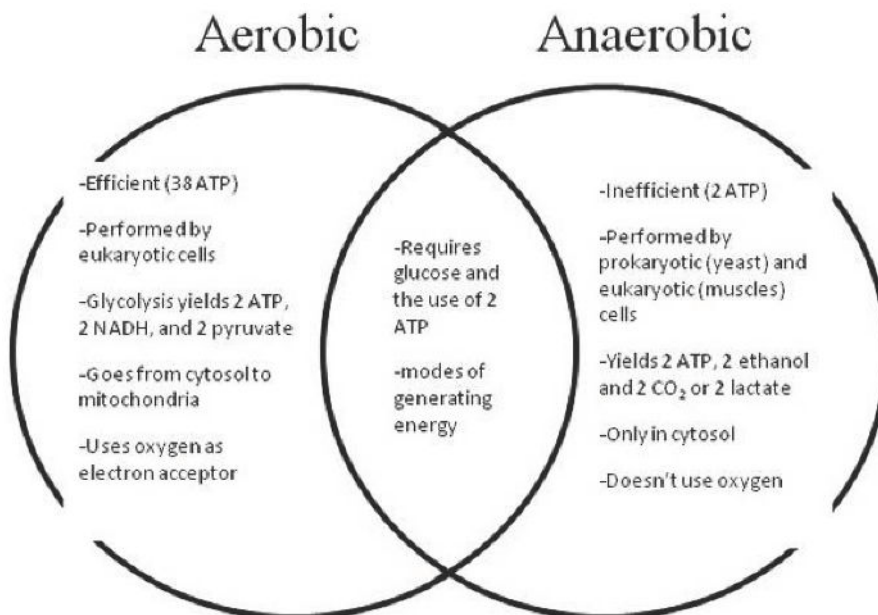 Aerobic
Anaerobic
-Efficient (38 ATP)
-Performed by
eukaryotic cells
-Glycolysis yields 2 ATP,
2 NADH, and 2 pyruvate
-Goes from cytosol to
mitochondria
-Uses oxygen as
electron acceptor
-Requires
glucose and
the use of 2
ATP
-modes of
generating
energy
-Inefficient (2 ATP)
-Performed by
prokaryotic (yeast) and
eukaryotic (muscles)
cells
-Yields 2 ATP, 2 ethanol
and 2 CO₂ or 2 lactate
-Only in cytosol
-Doesn't use oxygen